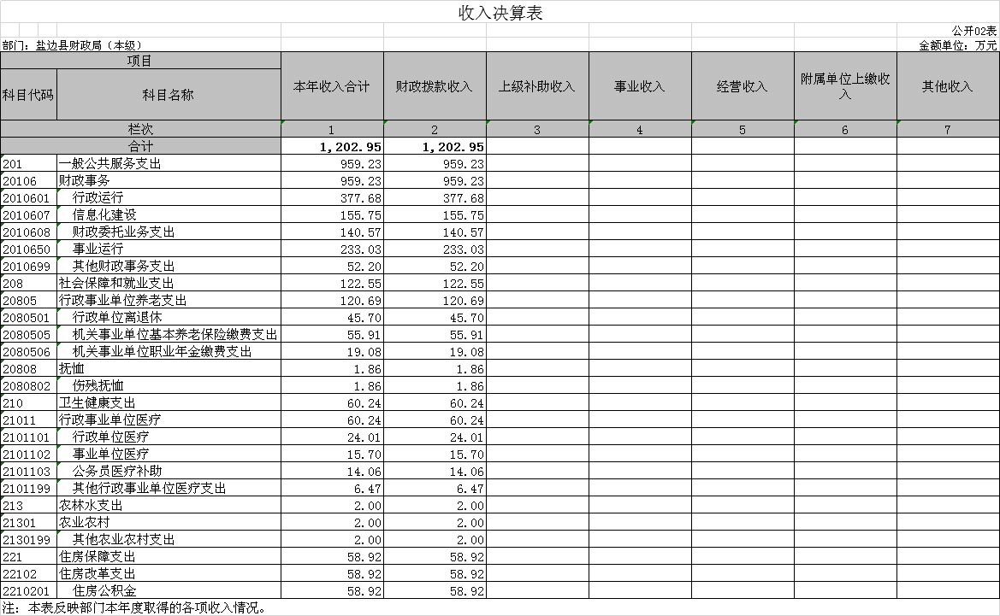 收入决算表
公开02表
部门：盐边县财政局（本级） 金额单位：万元
项目 本年收入合计 财政拨款收入 上级补助收入 事业收入 经营收入 附属单位上缴收入 其他收入
科目代码 科目名称
栏次 1 2 3 4 5 6 7
合计 1,202.95 1,202.95
201 一般公共服务支出 959.23 959.23
20106 财政事务 959.23 959.23
2010601 行政运行 377.68 377.68
2010607 信息化建设 155.75 155.75
2010608 财政委托业务支出 140.57 140.57
2010650 事业运行 233.03 233.03
2010699 其他财政事务支出 52.20 52.20
208 社会保障和就业支出 122.55 122.55
20805 行政事业单位养老支出 120.69 120.69
2080501 行政单位离退休 45.70 45.70
2080505 机关事业单位基本养老保险缴费支出 55.91 55.91
2080506 机关事业单位职业年金缴费支出 19.08 19.08
20808 抚恤 1.86 1.86
2080802 伤残抚恤 1.86 1.86
210 卫生健康支出 60.24 60.24
21011 行政事业单位医疗 60.24 60.24
2101101 行政单位医疗 24.01 24.01
2101102 事业单位医疗 15.70 15.70
2101103 公务员医疗补助 14.06 14.06
2101199 其他行政事业单位医疗支出 6.47 6.47
213 农林水支出 2.00 2.00
21301 农业农村 2.00 2.00
2130199 其他农业农村支出 2.00 2.00
221 住房保障支出 58.92 58.92
22102 住房改革支出 58.92 58.92
2210201 住房公积金 58.92 58.92
注：本表反映部门本年度取得的各项收入情况。